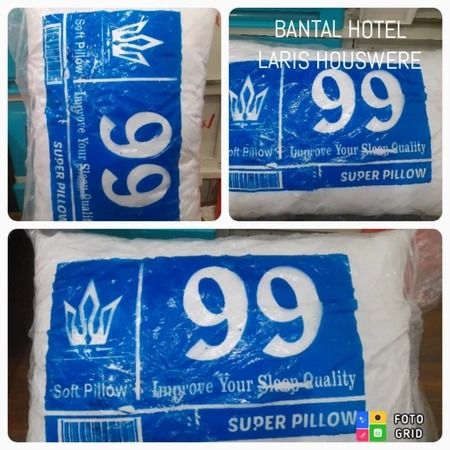 Soft Pillow
99
Improve Your Sleep Quality
SUPER PILLOW
BANTAL HOTEL
LARIS HOUSWERE
99
Soft Pillow
Improve Your Sleep Quality
SUPER PILLOW
99
Soft Pillow
Improve Your Sleep Quality
SUPER PILLOW
FOTO
GRID